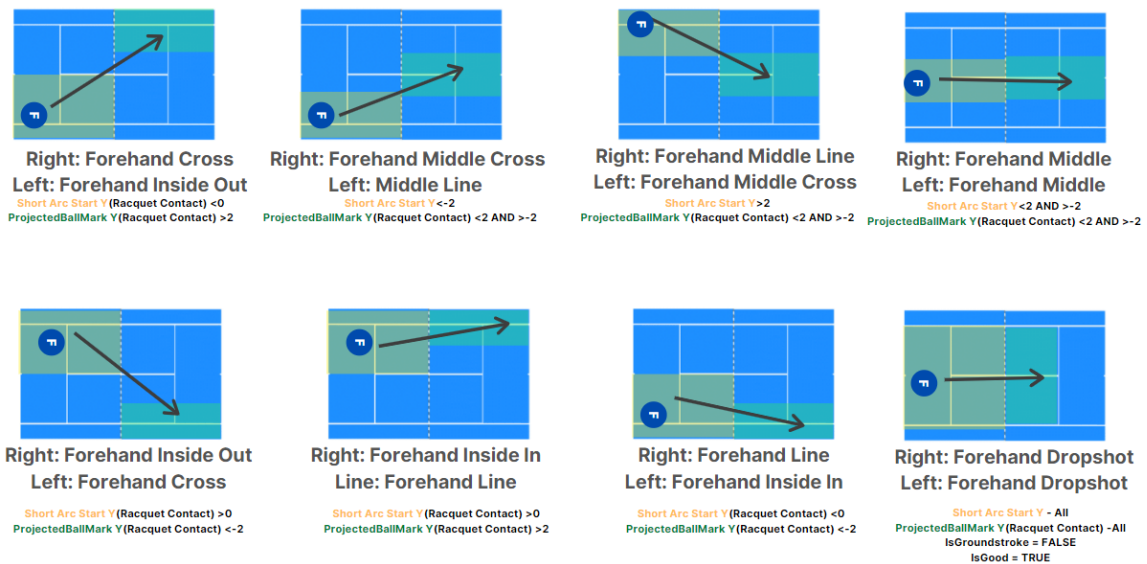 F
Right: Forehand Cross
Left: Forehand Inside Out
Short Arc Start Y(Racquet Contact) <0
ProjectedBallMark Y(Racquet Contact) >2
F
Right: Forehand Middle Cross
Left: Middle Line
Short Arc Start Y<-2
ProjectedBallMark Y(Racquet Contact) <2 AND >-2
F
Right: Forehand Middle Line
Left: Forehand Middle Cross
Short Arc Start Y>2
ProjectedBallMark Y(Racquet Contact) <2 AND >-2
F
Right: Forehand Middle
Left: Forehand Middle
Short Arc Start Y<2 AND >-2
ProjectedBallMark Y(Racquet Contact) <2 AND >-2
F
Right: Forehand Inside Out
Left: Forehand Cross
Short Arc Start Y(Racquet Contact) >0
ProjectedBallMark Y(Racquet Contact) <-2
F
Right: Forehand Inside In
Line: Forehand Line
Short Arc Start Y(Racquet Contact) >0
ProjectedBallMark Y(Racquet Contact) >2
F
Right: Forehand Line
Left: Forehand Inside In
Short Arc Start Y(Racquet Contact) <0
ProjectedBallMark Y(Racquet Contact) <-2
F
Right: Forehand Dropshot
Left: Forehand Dropshot
Short Arc Start Y - All
ProjectedBallMark Y(Racquet Contact) -All
IsGroundstroke = FALSE
IsGood = TRUE